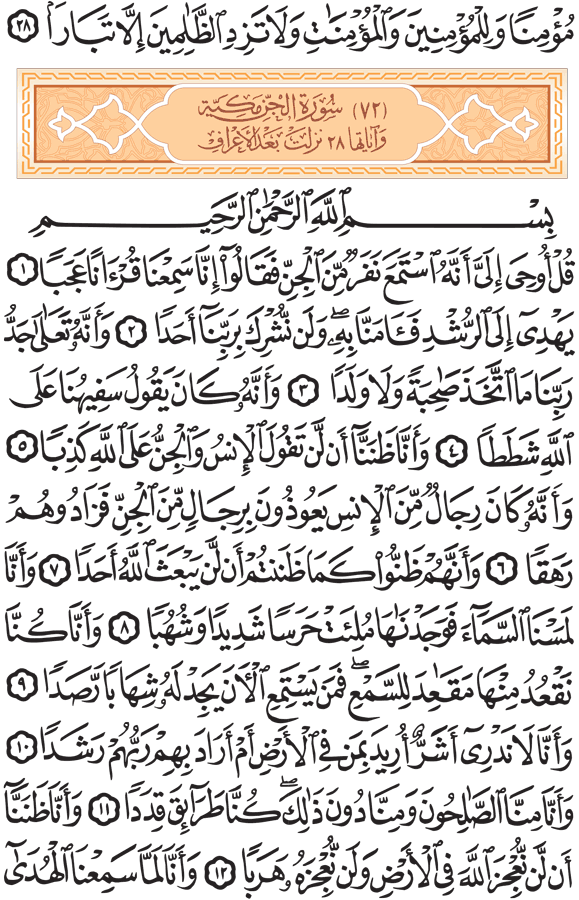 مُؤْمِنًا وَلِلْمُؤْمِنِينَ وَٱلْمُؤْمِنَٰتِ وَلَا تَزِدِ ٱلظَّٰلِمِينَ إِلَّا تَبَارًۢا ٢٨
(٧٢) سُورَةُ الْجِنِّ مَكِيَّة
وَآيَاتُهَا ٢٨ نَزَلَتْ بَعْدَ الأَعْرَاف
بِسْمِ ٱللَّهِ ٱلرَّحْمَٰنِ ٱلرَّحِيمِ
قُلْ أُوحِىَ إِلَىَّ أَنَّهُ ٱسْتَمَعَ نَفَرٌ مِّنَ ٱلْجِنِّ فَقَالُوٓا۟ إِنَّا سَمِعْنَا قُرْءَانًا عَجَبًا ١
يَهْدِىٓ إِلَى ٱلرُّشْدِ فَـَٔامَنَّا بِهِۦ ۖ وَلَن نُّشْرِكَ بِرَبِّنَآ أَحَدًا ٢ وَأَنَّهُۥ تَعَٰلَىٰ جَدُّ
رَبِّنَا مَا ٱتَّخَذَ صَٰحِبَةً وَلَا وَلَدًا ٣ وَأَنَّهُۥ كَانَ يَقُولُ سَفِيهُنَا عَلَى
ٱللَّهِ شَطَطًا ٤ وَأَنَّا ظَنَنَّآ أَن لَّن تَقُولَ ٱلْإِنسُ وَٱلْجِنُّ عَلَى ٱللَّهِ كَذِبًا ٥
وَأَنَّهُۥ كَانَ رِجَالٌ مِّنَ ٱلْإِنسِ يَعُوذُونَ بِرِجَالٍ مِّنَ ٱلْجِنِّ فَزَادُوهُمْ
رَهَقًا ٦ وَأَنَّهُمْ ظَنُّوا۟ كَمَا ظَنَنتُمْ أَن لَّن يَبْعَثَ ٱللَّهُ أَحَدًا ٧ وَأَنَّا
لَمَسْنَا ٱلسَّمَآءَ فَوَجَدْنَٰهَا مُلِئَتْ حَرَسًا شَدِيدًا وَشُهُبًا ٨ وَأَنَّا كُنَّا
نَقْعُدُ مِنْهَا مَقَٰعِدَ لِلسَّمْعِ ۖ فَمَن يَسْتَمِعِ ٱلْـَٔانَ يَجِدْ لَهُۥ شِهَابًا رَّصَدًا ٩
وَأَنَّا لَا نَدْرِىٓ أَشَرٌّ أُرِيدَ بِمَن فِى ٱلْأَرْضِ أَمْ أَرَادَ بِهِمْ رَبُّهُمْ رَشَدًا ١٠
وَأَنَّا مِنَّا ٱلصَّٰلِحُونَ وَمِنَّا دُونَ ذَٰلِكَ ۖ كُنَّا طَرَآئِقَ قِدَدًا ١١ وَأَنَّا ظَنَنَّآ
أَن لَّن نُّعْجِزَ ٱللَّهَ فِى ٱلْأَرْضِ وَلَن نُّعْجِزَهُۥ هَرَبًا ١٢ وَأَنَّا لَمَّا سَمِعْنَا ٱلْهُدَىٰٓ